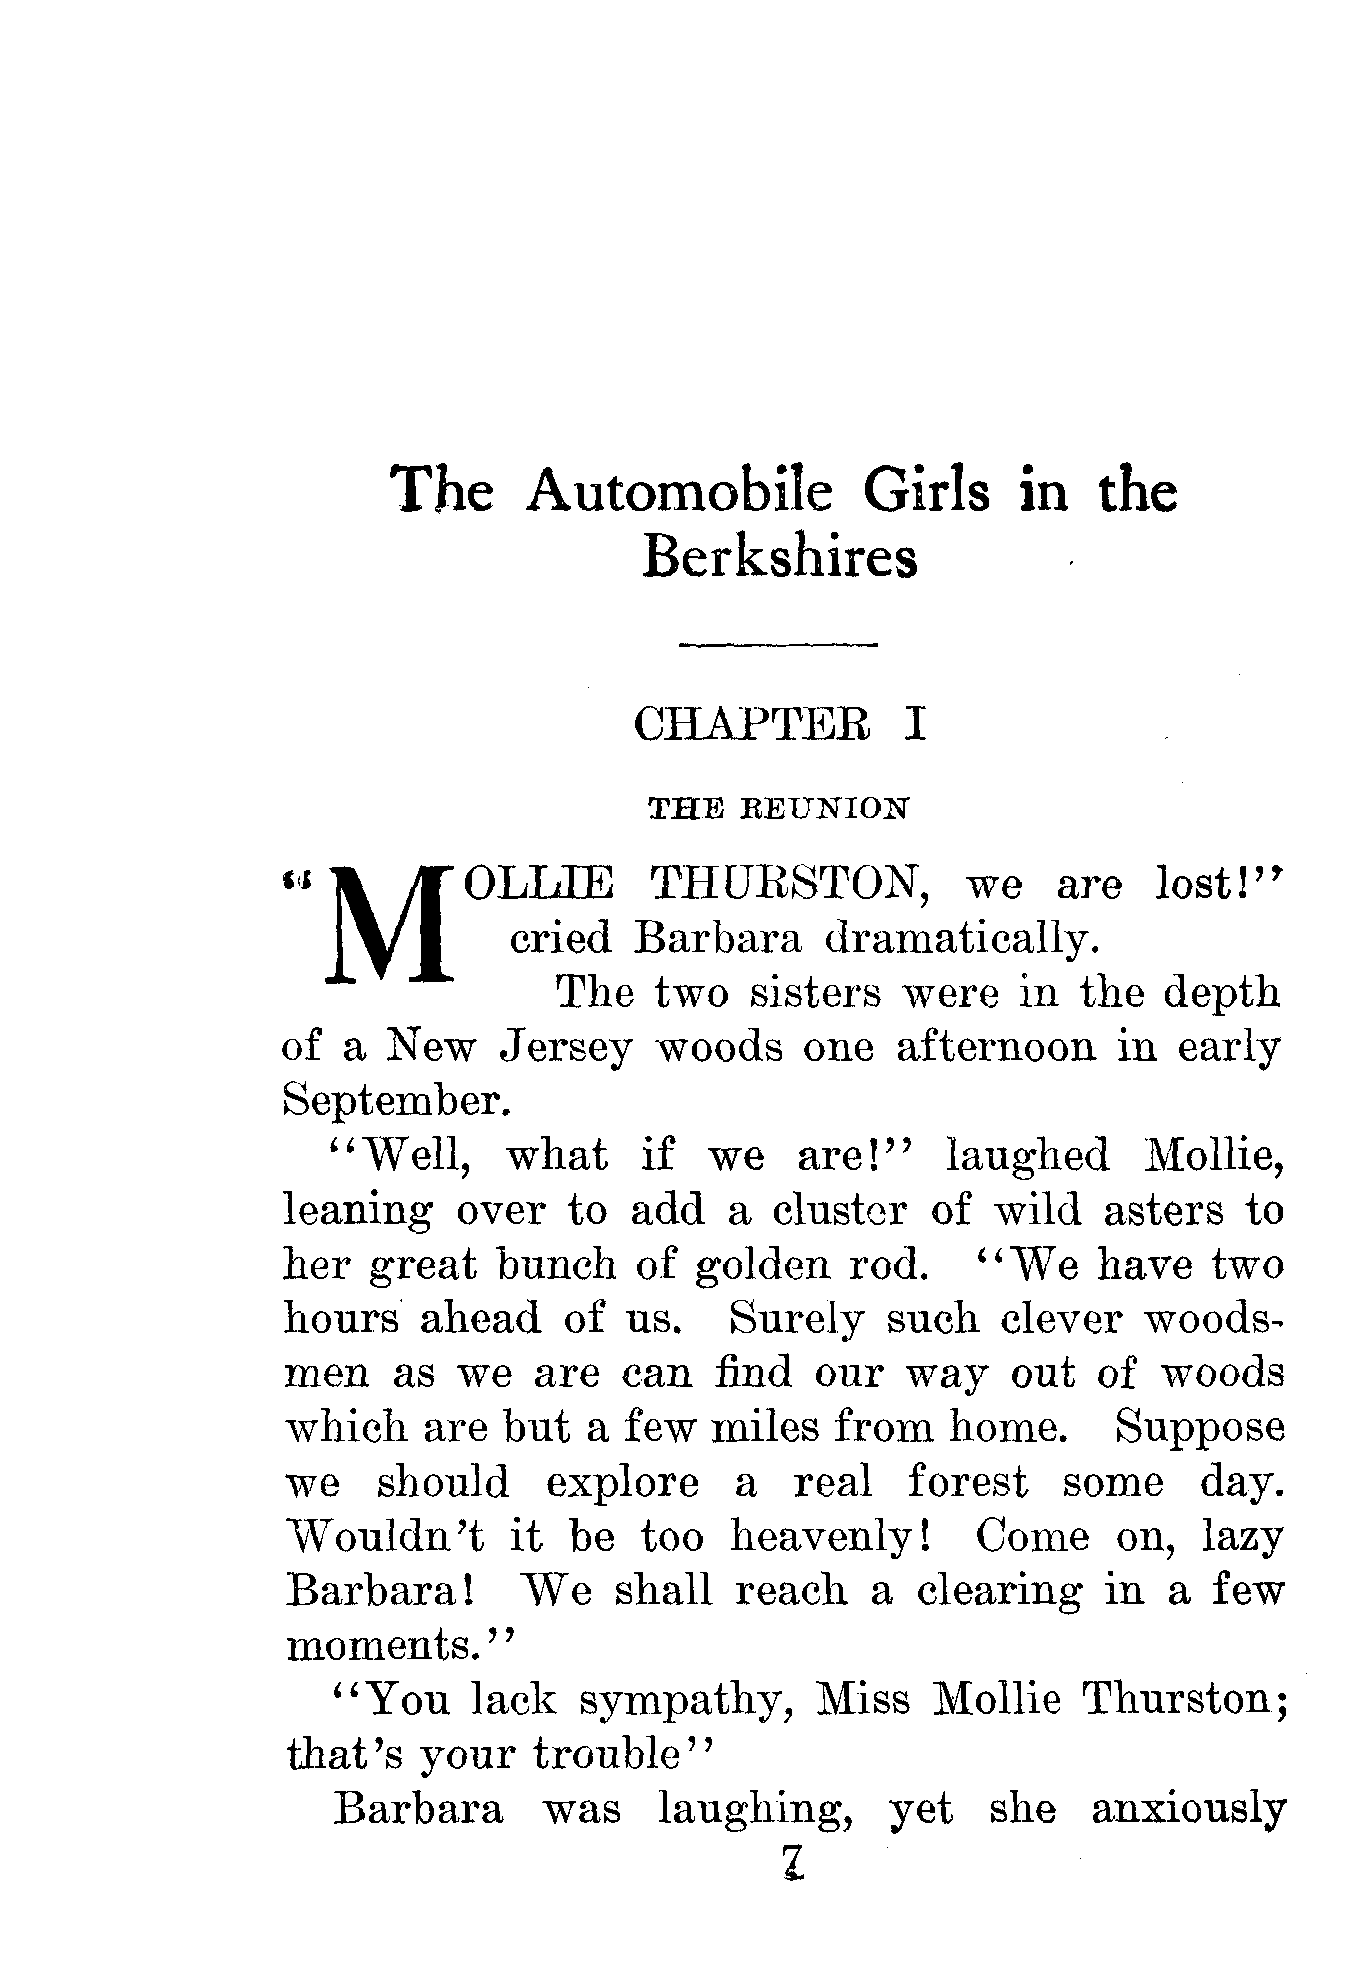 The Automobile Girls in the
Berkshires
CHAPTER I
THE REUNION
"MOLLIE THURSTON, we are lost!"
cried Barbara dramatically.
The two sisters were in the depth
of a New Jersey woods one afternoon in early
September.
"Well, what if we are!" laughed Mollie,
leaning over to add a cluster of wild asters to
her great bunch of golden rod. "We have two
hours ahead of us. Surely such clever woods-
men as we are can find our way out of woods
which are but a few miles from home. Suppose
we should explore a real forest some day.
Wouldn't it be too heavenly! Come on, lazy
Barbara! We shall reach a clearing in a few
moments."
"You lack sympathy, Miss Mollie Thurston;
that's your trouble"
Barbara was laughing, yet she anxiously
7